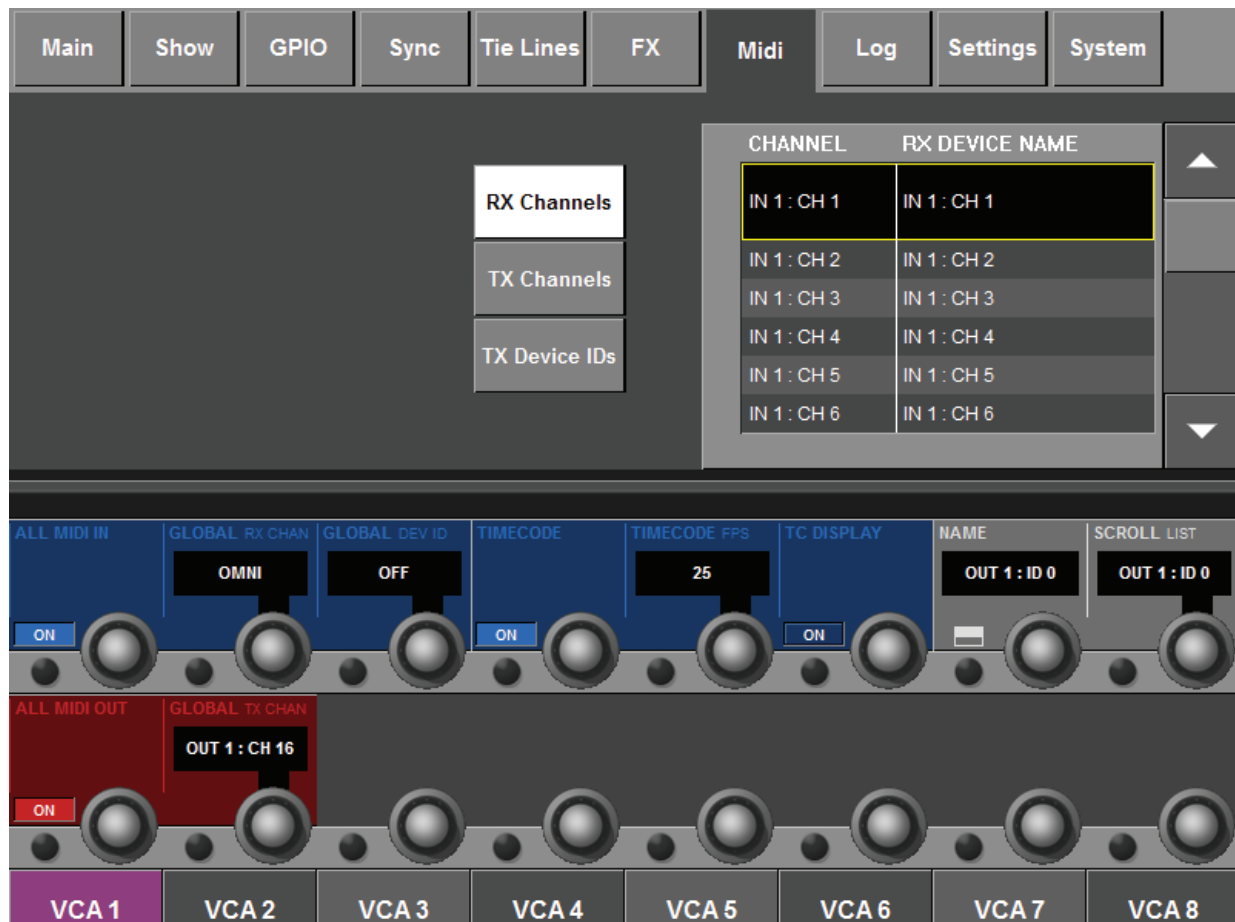 Main Show GPIO Sync Tie Lines FX Midi Log Settings System
CHANNEL RX DEVICE NAME
RX Channels
TX Channels
TX Device IDs
IN 1 : CH 1 IN 1 : CH 1
IN 1 : CH 2 IN 1 : CH 2
IN 1 : CH 3 IN 1 : CH 3
IN 1 : CH 4 IN 1 : CH 4
IN 1 : CH 5 IN 1 : CH 5
IN 1 : CH 6 IN 1 : CH 6
ALL MIDI IN GLOBAL RX CHAN GLOBAL DEV ID TIMECODE TIMECODE FPS TC DISPLAY NAME SCROLL LIST
OMNI OFF 25 OUT 1 : ID 0 OUT 1 : ID 0
ON ON ON
ALL MIDI OUT GLOBAL TX CHAN
OUT 1 : CH 16
ON
VCA 1 VCA 2 VCA 3 VCA 4 VCA 5 VCA 6 VCA 7 VCA 8